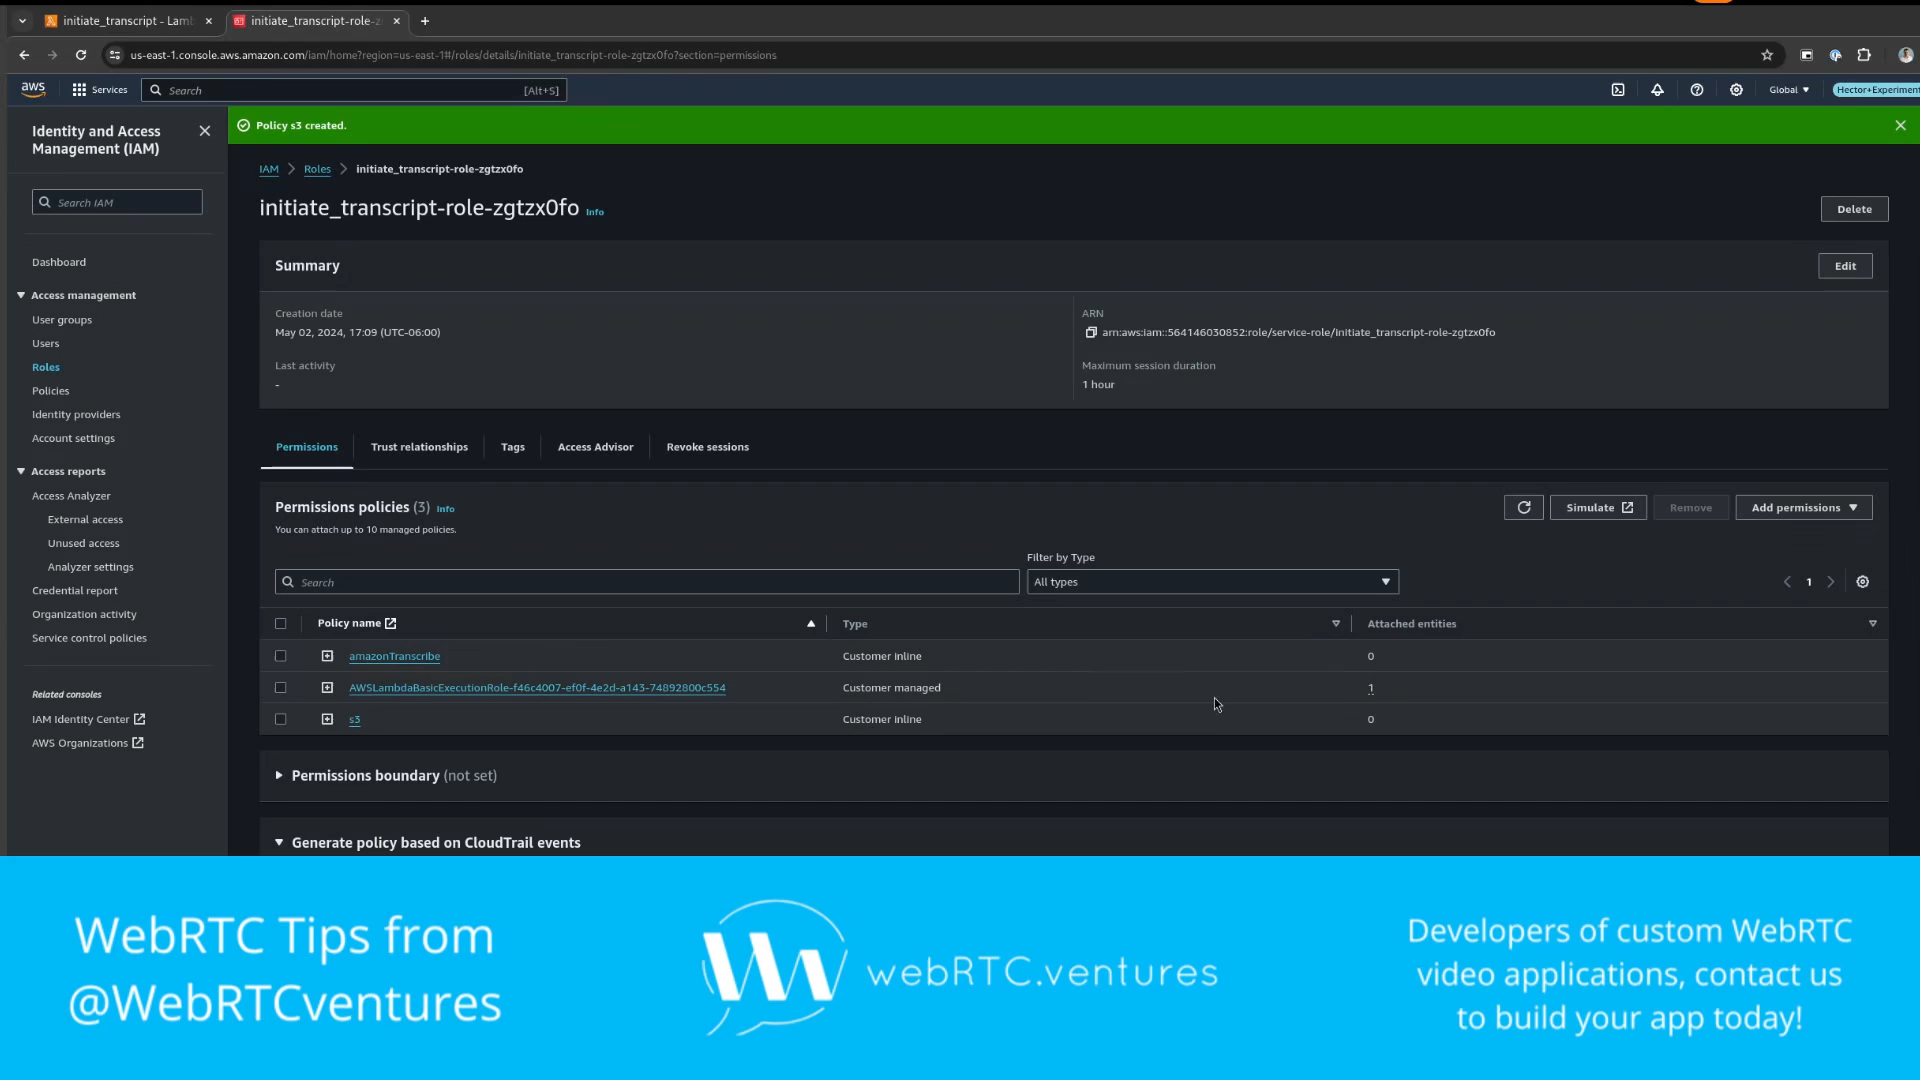 initiate_transcript - Lam
initiate_transcript-role-z
us-east-1.console.aws.amazon.com/iam/home?region=us-east-1#/roles/details/initiate_transcript-role-zgtzx0fo?section=permissions
aws
Services
Search
[Alt+S]
Global
Hector+Experiment
Identity and Access
Management (IAM)
Policy s3 created.
IAM
Roles
initiate_transcript-role-zgtzx0fo
Search IAM
initiate_transcript-role-zgtzx0fo
Info
Delete
Dashboard
Summary
Edit
Access management
User groups
Users
Roles
Policies
Identity providers
Account settings
Creation date
May 02, 2024, 17:09 (UTC-06:00)
ARN
arn:aws:iam::564146030852:role/service-role/initiate_transcript-role-zgtzx0fo
Last activity
-
Maximum session duration
1 hour
Permissions
Trust relationships
Tags
Access Advisor
Revoke sessions
Access reports
Access Analyzer
External access
Unused access
Analyzer settings
Credential report
Organization activity
Service control policies
Related consoles
IAM Identity Center
AWS Organizations
Permissions policies (3) Info
You can attach up to 10 managed policies.
Simulate
Remove
Add permissions
Filter by Type
Search
All types
1
Policy name
Type
Attached entities
amazonTranscribe
Customer inline
0
AWSLambdaBasicExecutionRole-f46c4007-ef0f-4e2d-a143-74892800c554
Customer managed
1
s3
Customer inline
0
Permissions boundary (not set)
Generate policy based on CloudTrail events
WebRTC Tips from
@WebRTCventures
webRTC.ventures
Developers of custom WebRTC
video applications, contact us
to build your app today!